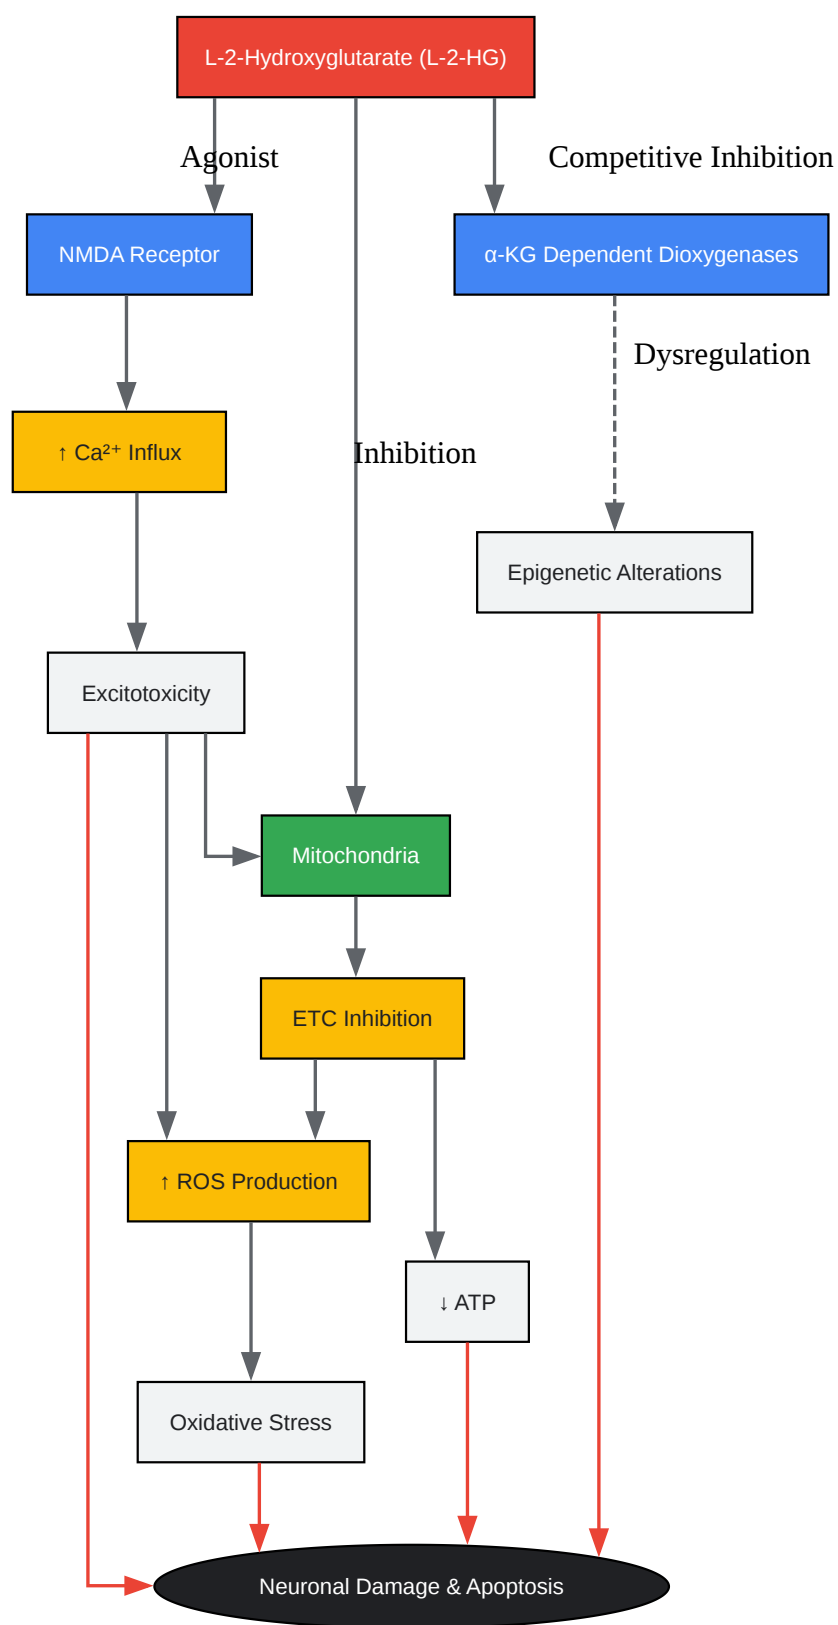 L-2-Hydroxyglutarate (L-2-HG)
Agonist
Competitive Inhibition
NMDA Receptor
α-KG Dependent Dioxygenases
Dysregulation
↑ Ca²⁺ Influx
Inhibition
Epigenetic Alterations
Excitotoxicity
Mitochondria
ETC Inhibition
↑ ROS Production
↓ ATP
Oxidative Stress
Neuronal Damage & Apoptosis